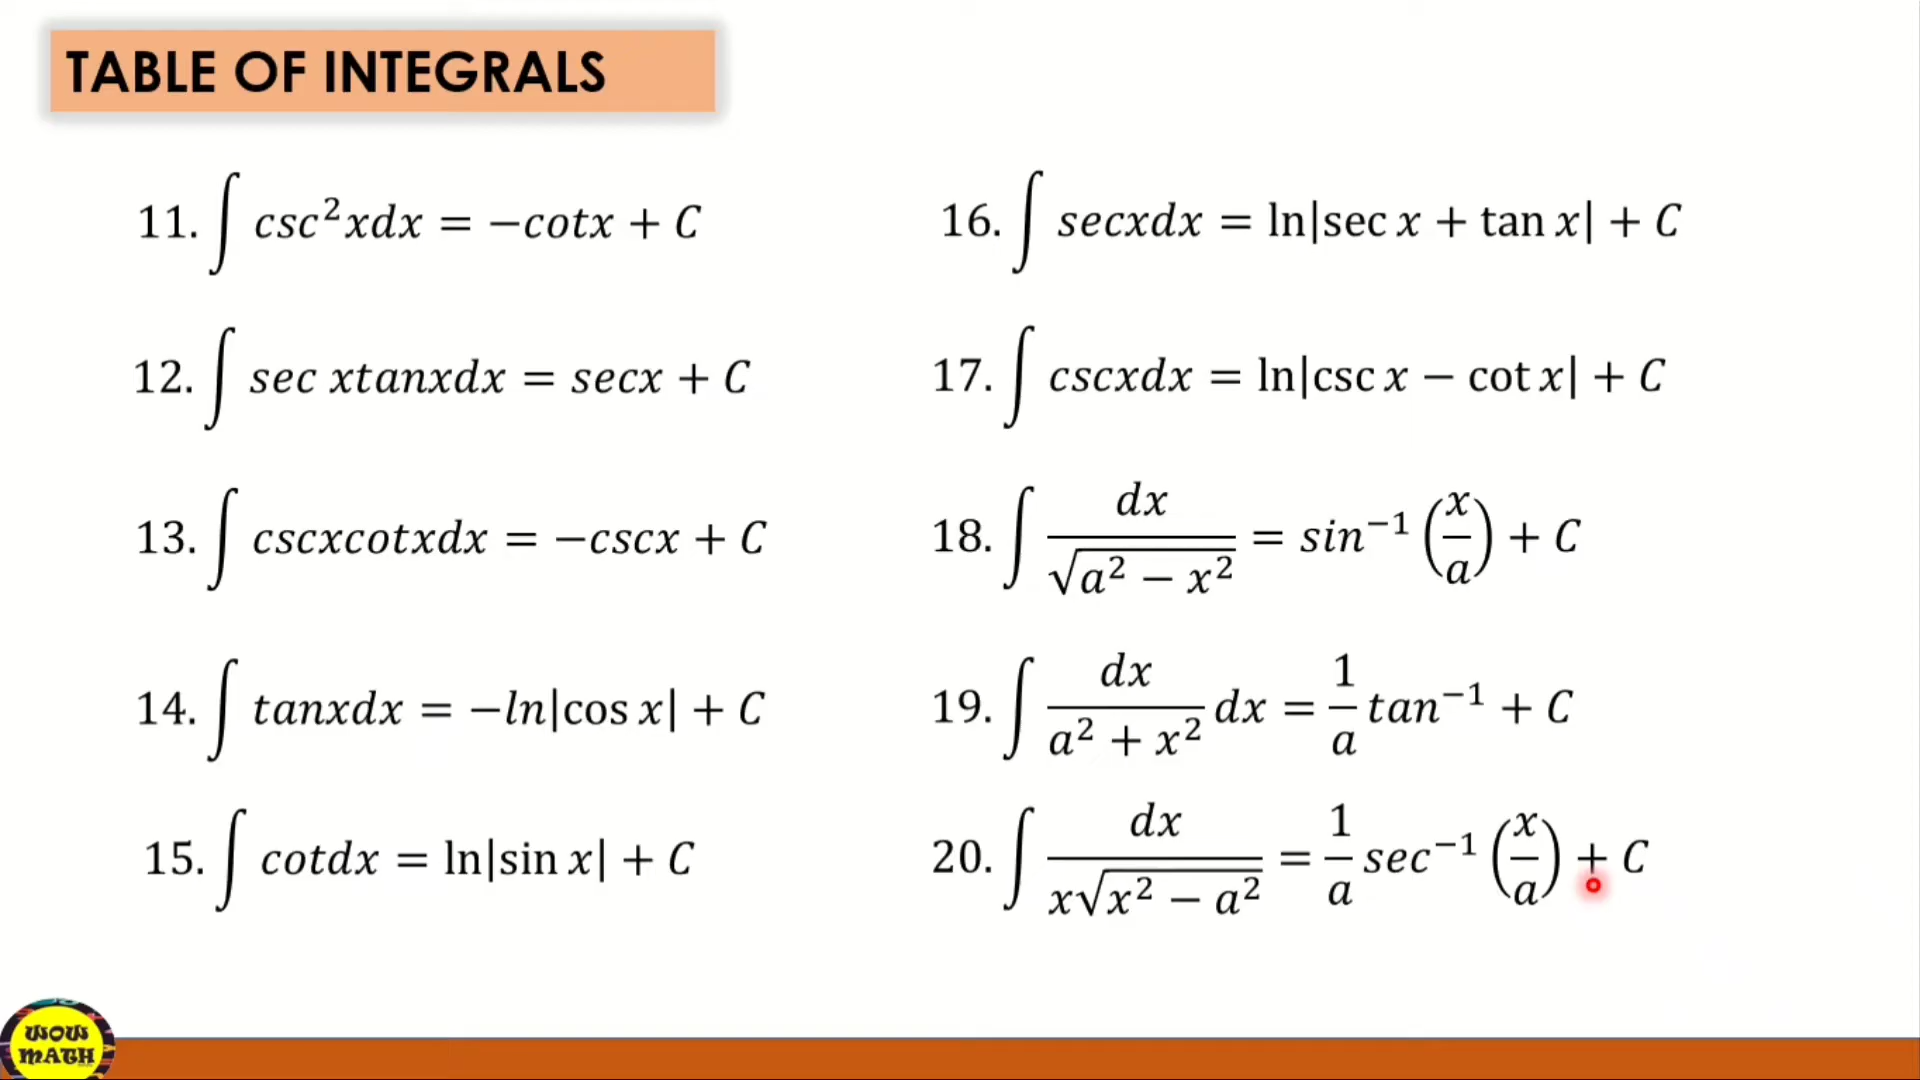 TABLE OF INTEGRALS
11. ∫ csc²xdx = −cotx + C
12. ∫ sec xtanxdx = secx + C
13. ∫ cscxcotxdx = −cscx + C
14. ∫ tanxdx = −ln|cos x| + C
15. ∫ cotdx = ln|sin x| + C
16. ∫ secxdx = ln|sec x + tan x| + C
17. ∫ cscxdx = ln|csc x − cot x| + C
18. ∫ dx/√(a² − x²) = sin⁻¹(x/a) + C
19. ∫ dx/(a² + x²) dx = 1/a tan⁻¹ + C
20. ∫ dx/(x√(x² − a²)) = 1/a sec⁻¹(x/a) + C
WOW
MATH